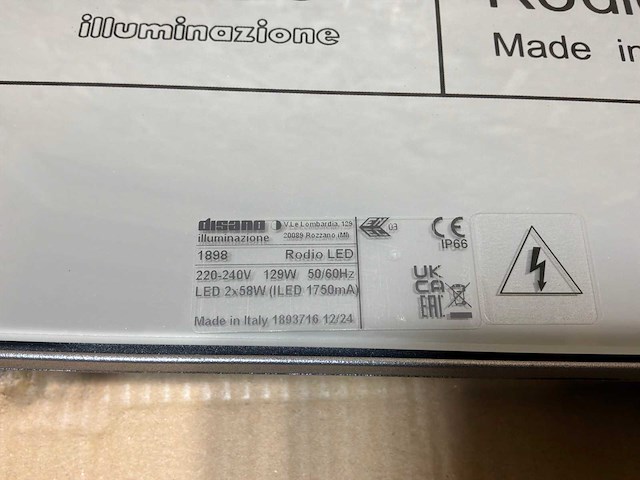 illuminazione
Made in
disano V.Le Lombardia, 129
illuminazione 20089 Rozzano (MI)
03
CE
IP66
1898 Rodio LED
220-240V 129W 50/60Hz
LED 2x58W (ILED 1750mA)
UK
CA
EAC
Made in Italy 1893716 12/24